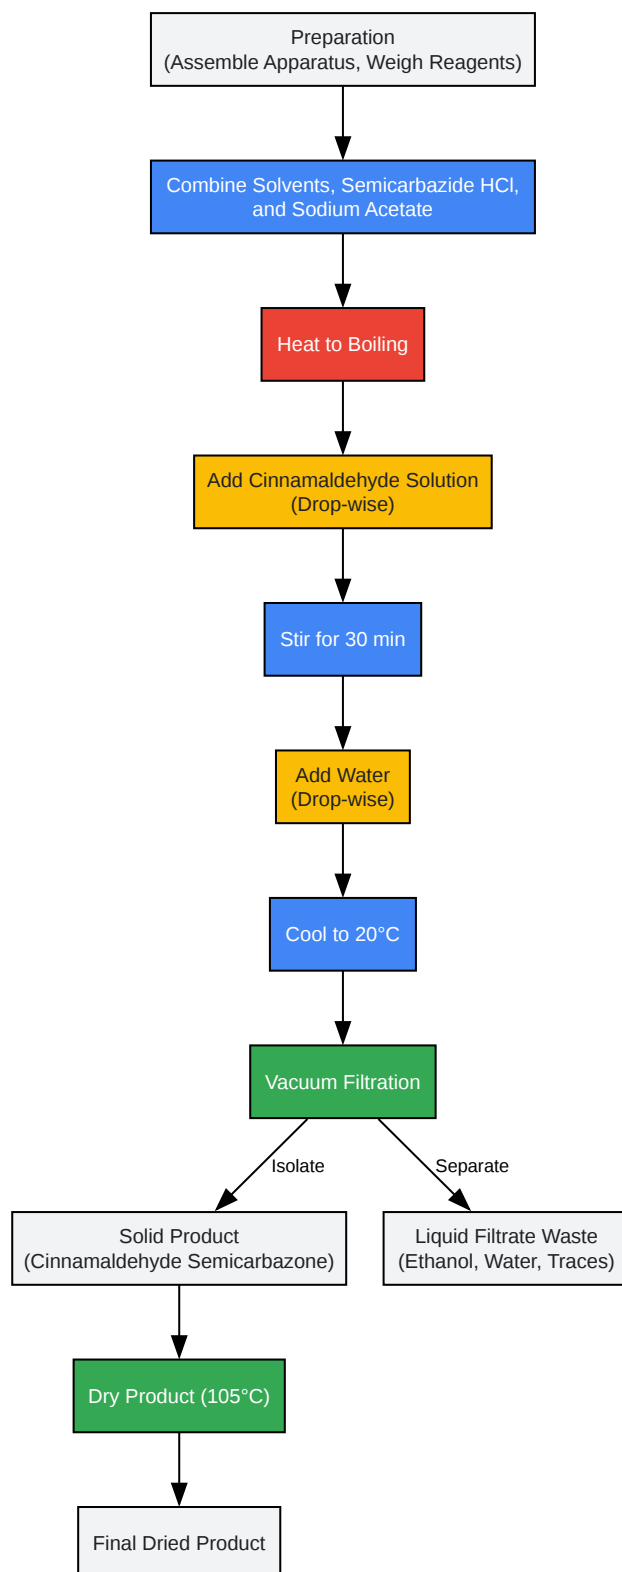 Preparation
(Assemble Apparatus, Weigh Reagents)
Combine Solvents, Semicarbazide HCl,
and Sodium Acetate
Heat to Boiling
Add Cinnamaldehyde Solution
(Drop-wise)
Stir for 30 min
Add Water
(Drop-wise)
Cool to 20°C
Vacuum Filtration
Isolate
Separate
Solid Product
(Cinnamaldehyde Semicarbazone)
Liquid Filtrate Waste
(Ethanol, Water, Traces)
Dry Product (105°C)
Final Dried Product